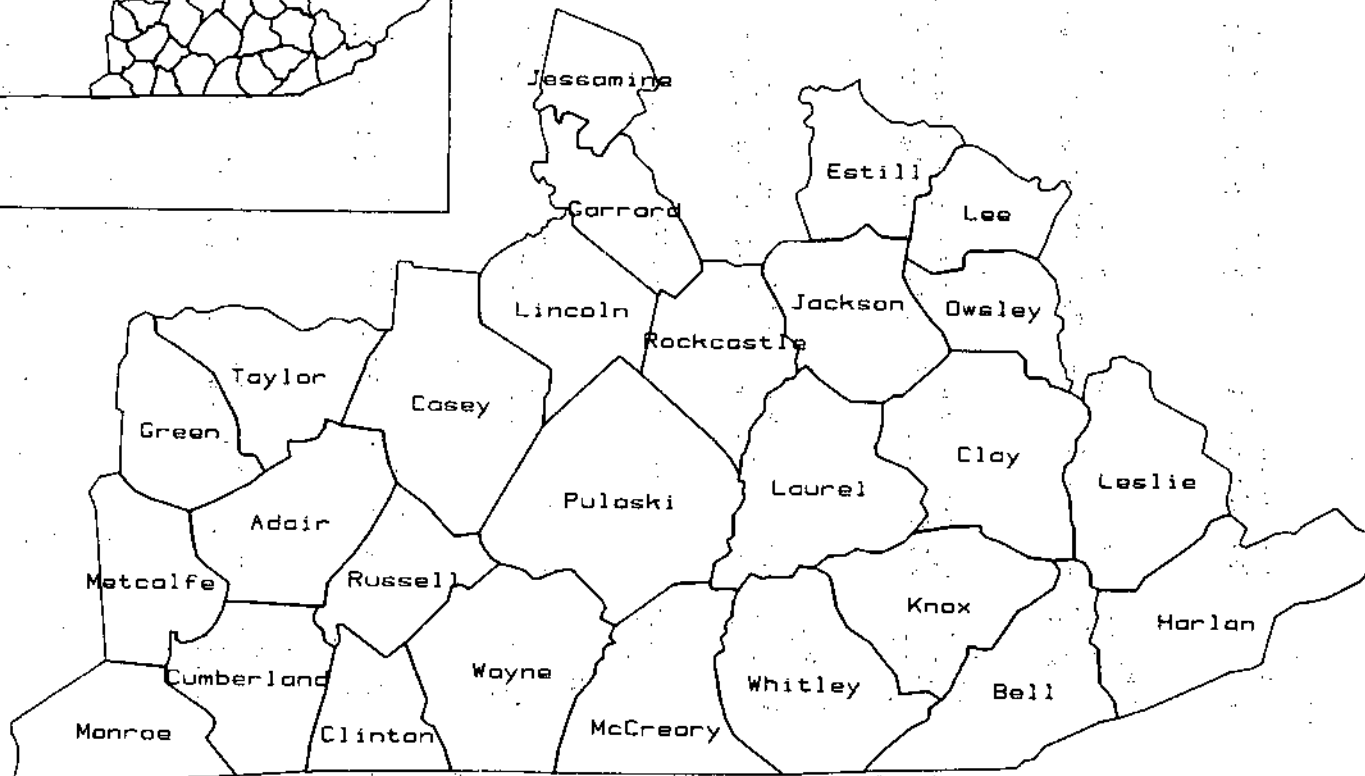 Jessamine
Estill
Garrard
Lee
Lincoln
Jackson
Owsley
Rockcastle
Taylor
Casey
Green
Clay
Leslie
Laurel
Pulaski
Adair
Metcalfe
Russell
Knox
Harlan
Cumberland
Wayne
Whitley
Bell
Monroe
Clinton
McCreary